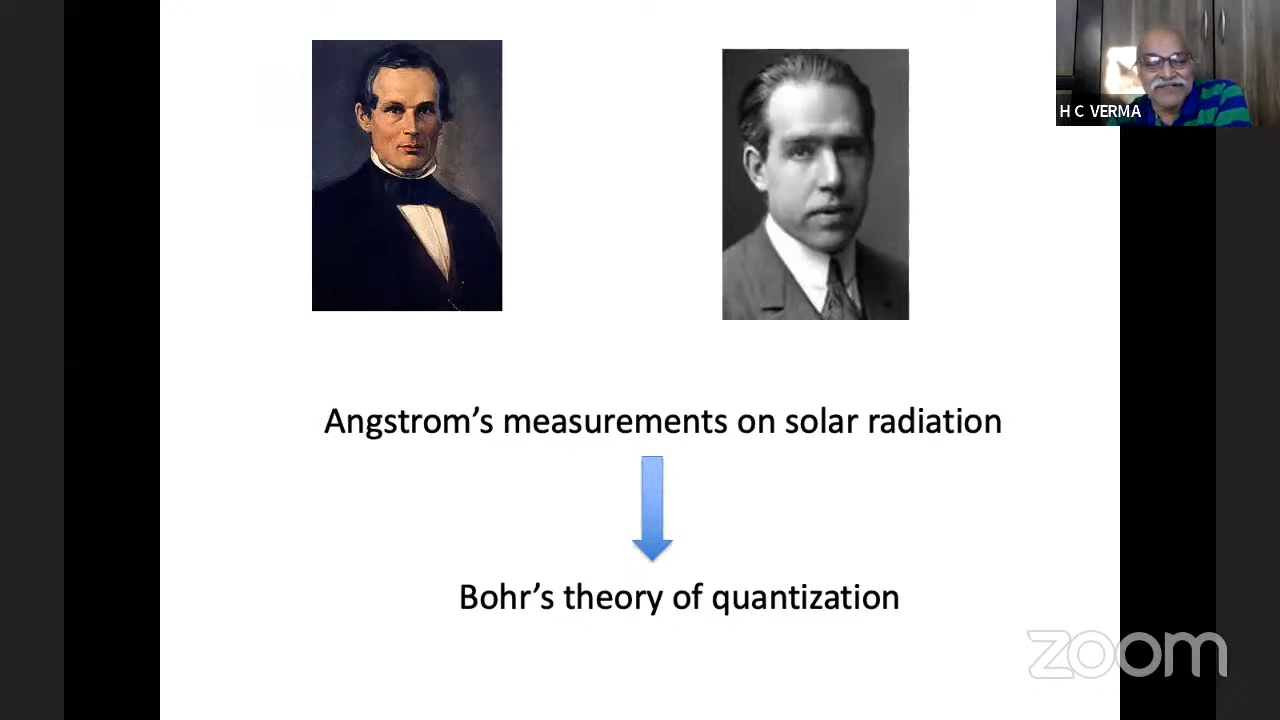 H C VERMA
Angstrom’s measurements on solar radiation
Bohr’s theory of quantization
zoom